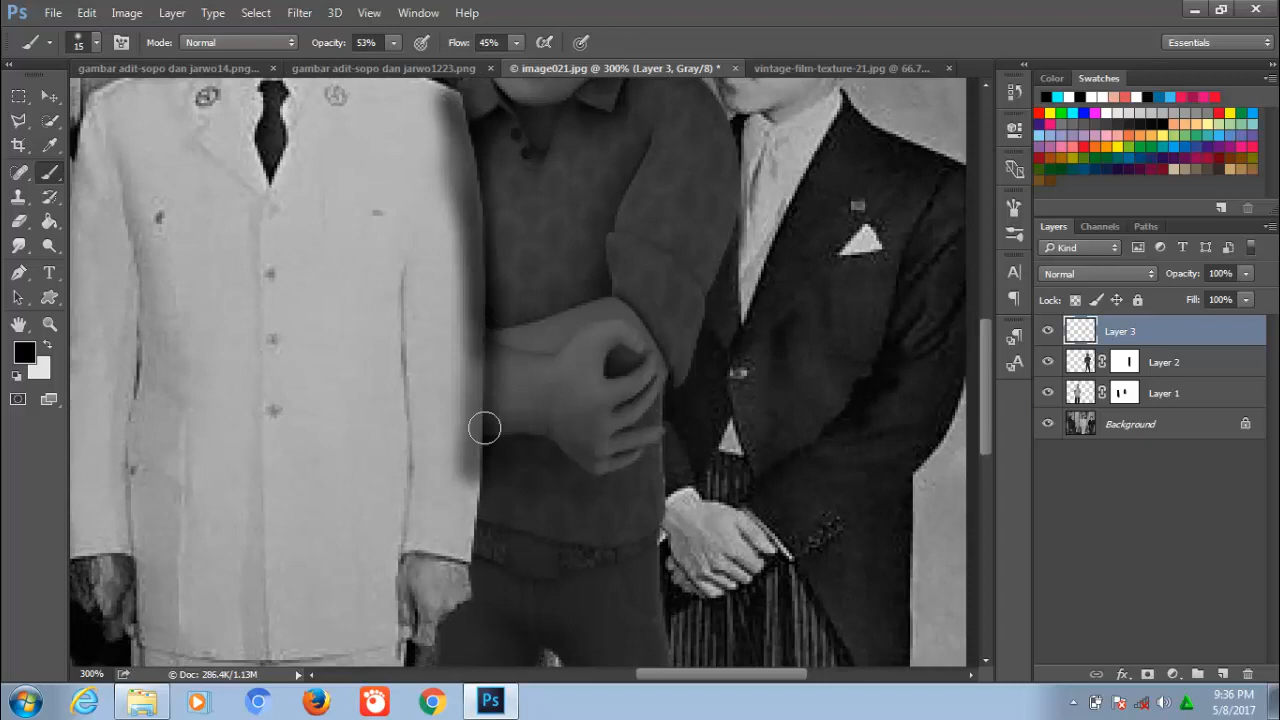 Ps File Edit Image Layer Type Select Filter 3D View Window Help
15 Mode: Normal Opacity: 53% Flow: 45% Essentials
gambar adit-sopo dan jarwo14.png... × gambar adit-sopo dan jarwo1223.png × © image021.jpg @ 300% (Layer 3, Gray/8) * × vintage-film-texture-21.jpg @ 66.7... ×
Color Swatches
Layers Channels Paths
Kind
Normal Opacity: 100%
Lock: Fill: 100%
Layer 3
Layer 2
Layer 1
Background
300% © Doc: 286.4K/1.13M
Ps
9:36 PM
5/8/2017